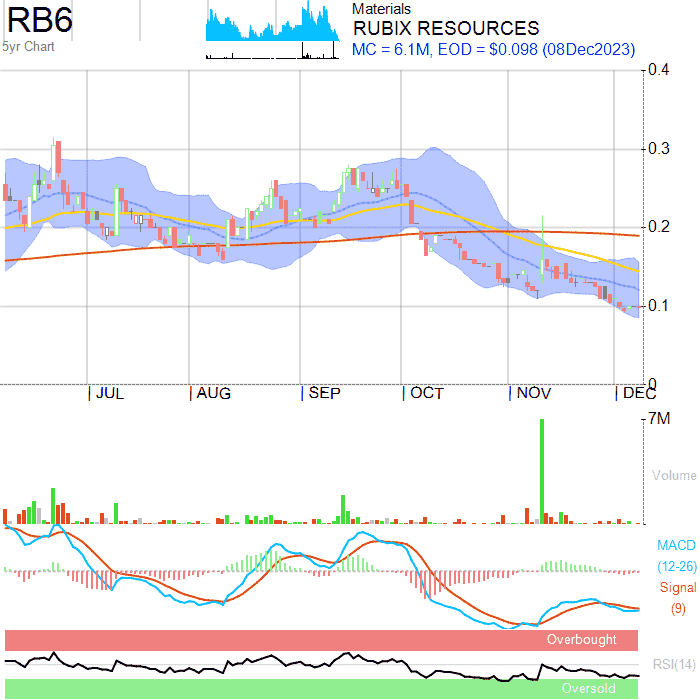 RB6
5yr Chart
Materials
RUBIX RESOURCES
MC = 6.1M, EOD = $0.098 (08Dec2023)
0.4
0.3
0.2
0.1
0
JUL AUG SEP OCT NOV DEC
7M
Volume
MACD
(12-26)
Signal
(9)
Overbought
RSI(14)
Oversold